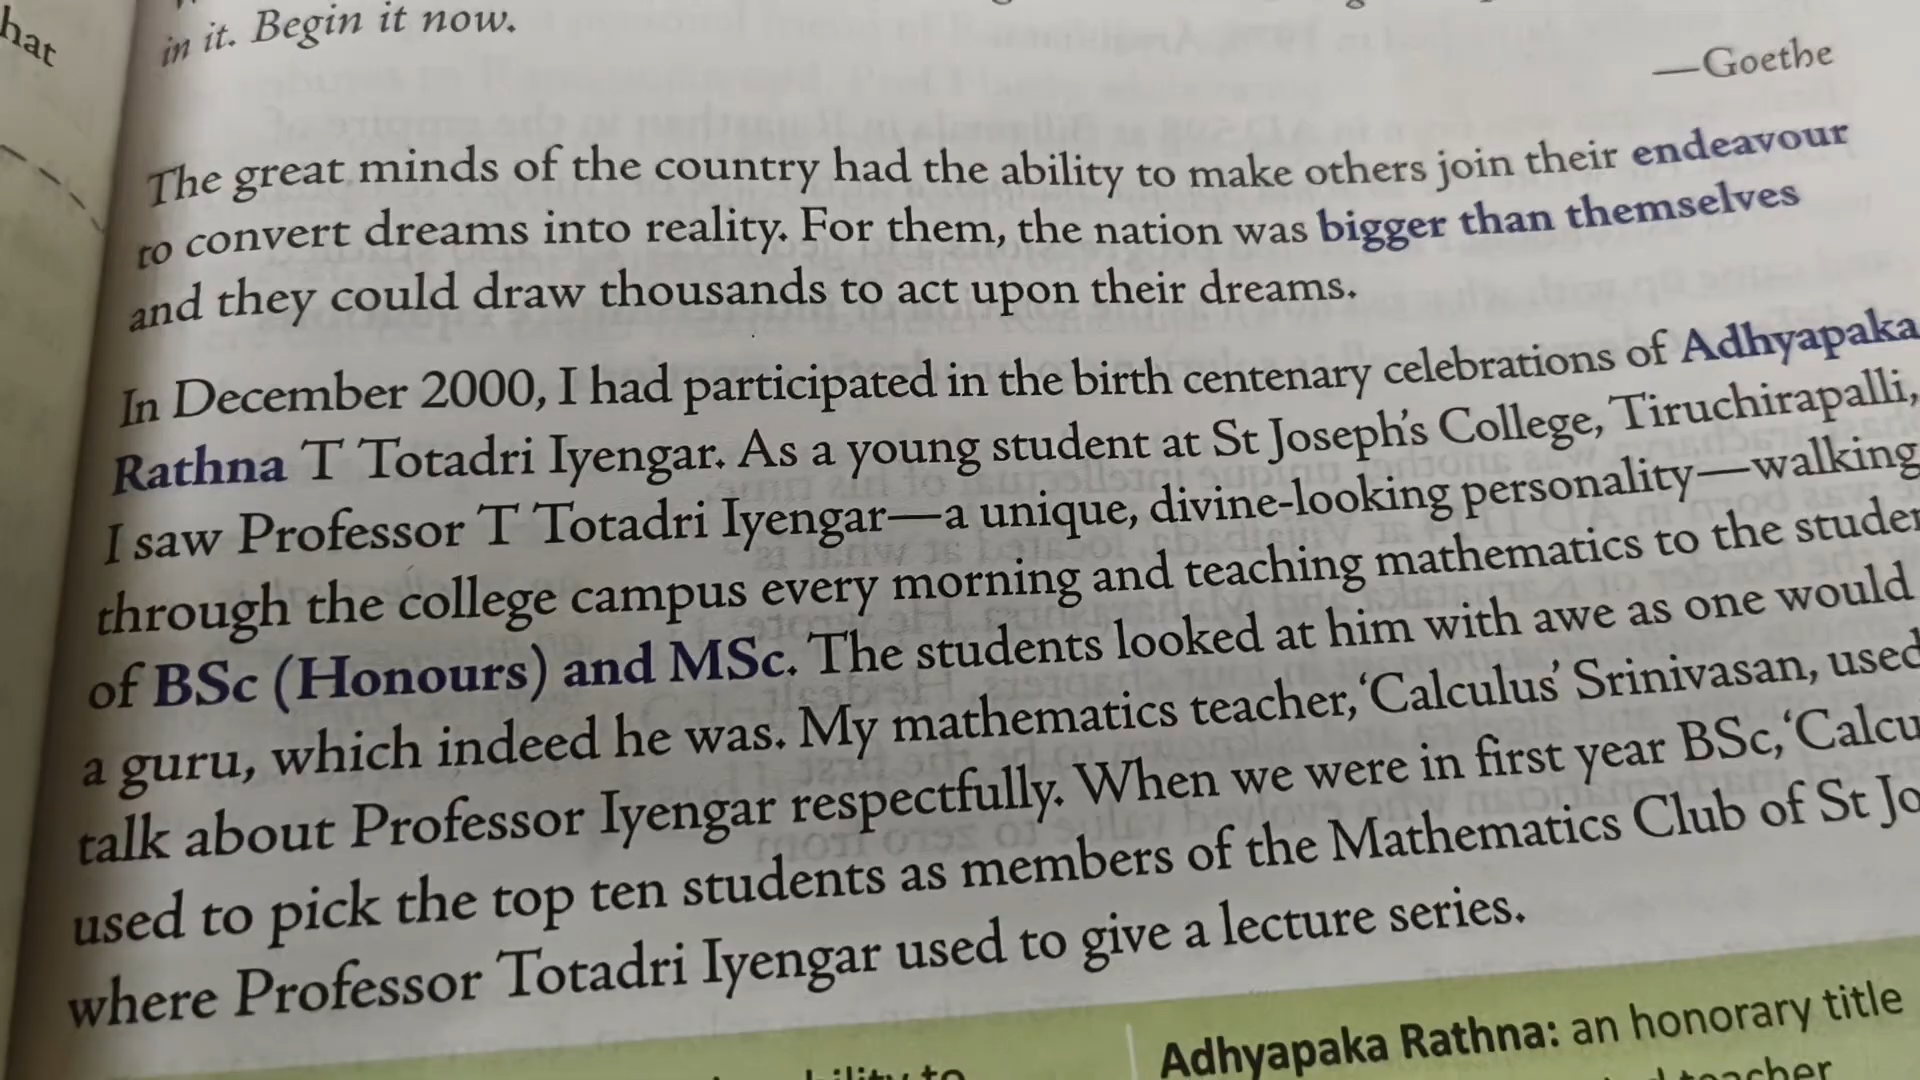 hat
in it. Begin it now.
—Goethe
The great minds of the country had the ability to make others join their endeavour
to convert dreams into reality. For them, the nation was bigger than themselves
and they could draw thousands to act upon their dreams.
In December 2000, I had participated in the birth centenary celebrations of Adhyapaka
Rathna T Totadri Iyengar. As a young student at St Joseph's College, Tiruchirapalli,
I saw Professor T Totadri Iyengar—a unique, divine-looking personality—walking
through the college campus every morning and teaching mathematics to the
of BSc (Honours) and MSc. The students looked at him with awe as one would
a guru, which indeed he was. My mathematics teacher, 'Calculus' Srinivasan, used
talk about Professor Iyengar respectfully. When we were in first year BSc, 'Calcu
used to pick the top ten students as members of the Mathematics Club of St Jo
where Professor Totadri Iyengar used to give a lecture series.
Adhyapaka Rathna: an honorary title
to
teacher